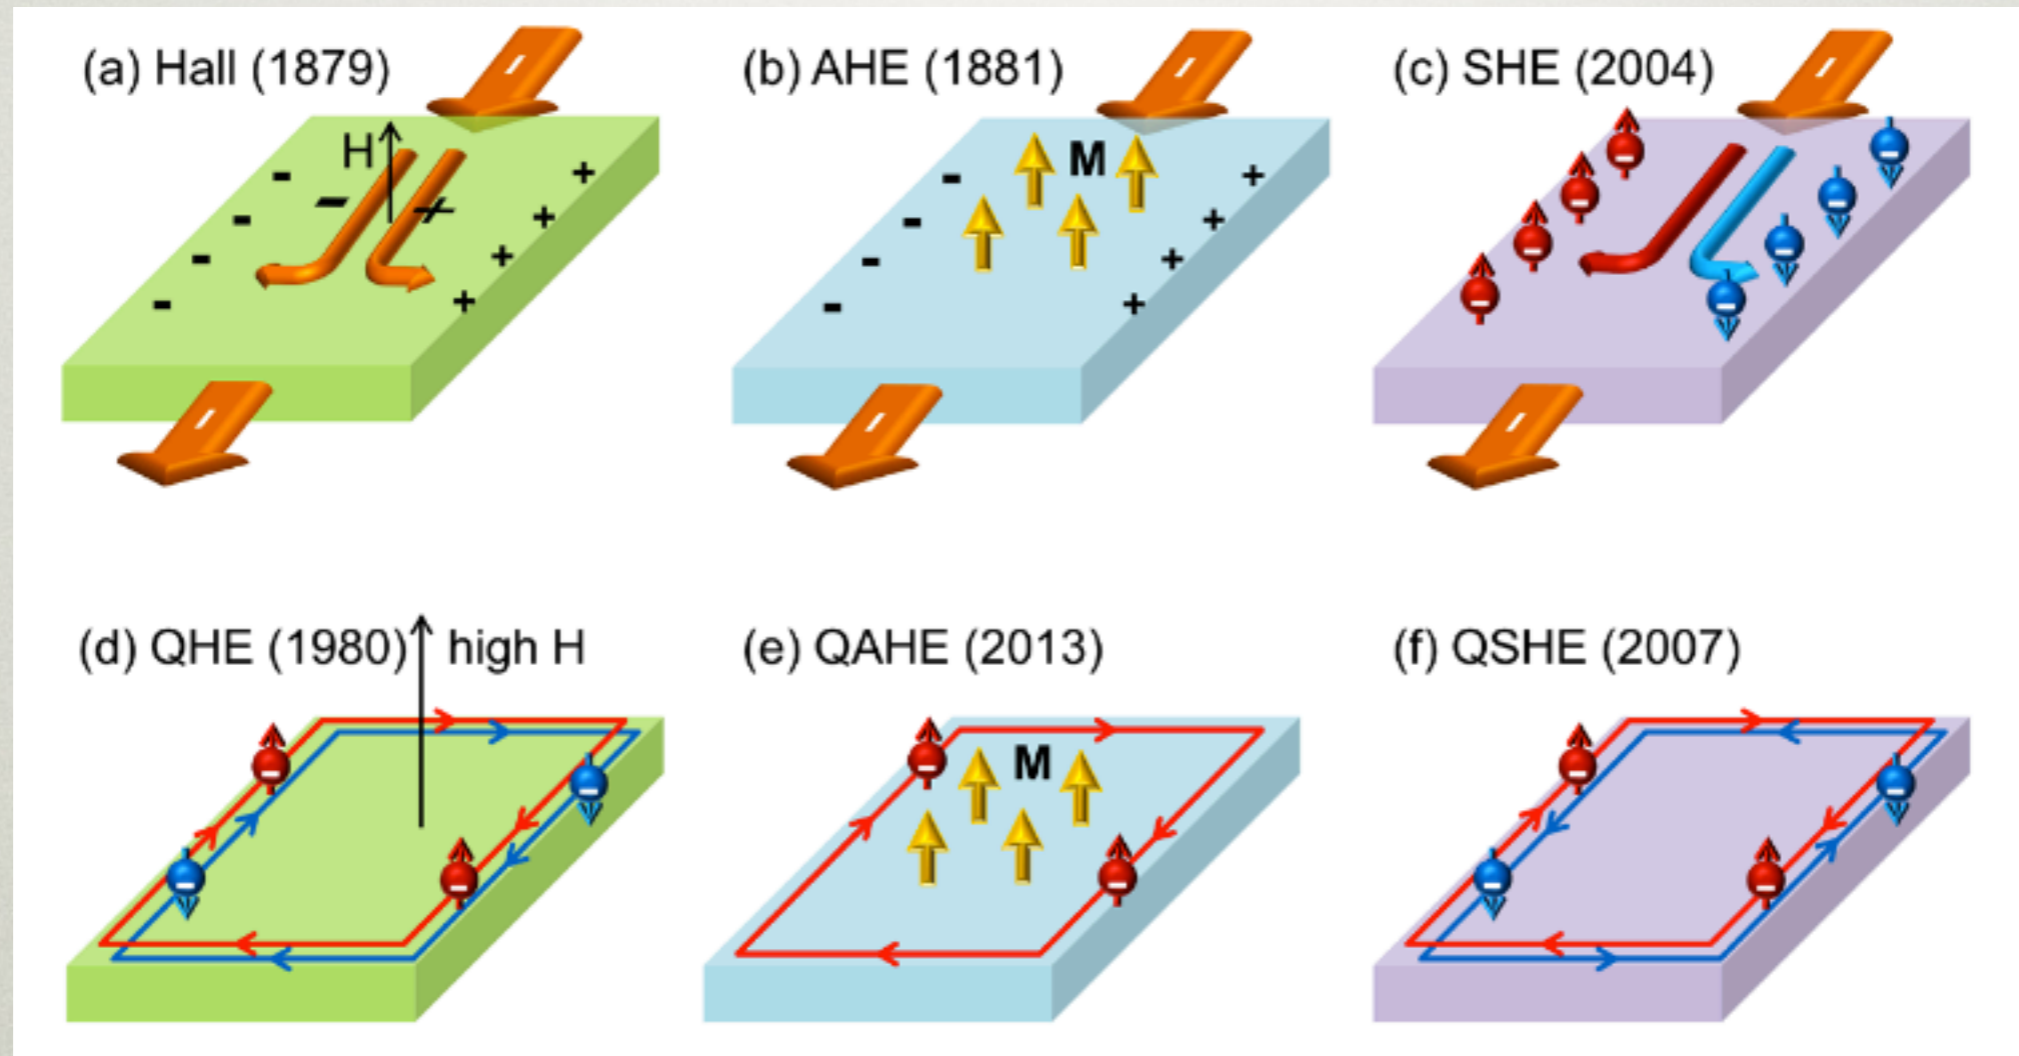 (a) Hall (1879)
(b) AHE (1881)
(c) SHE (2004)
H
M
(d) QHE (1980)
high H
(e) QAHE (2013)
(f) QSHE (2007)
M